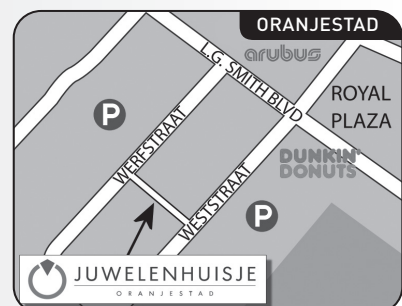 ORANJESTAD
arubus
L.G. SMITH BLVD
ROYAL
PLAZA
P
WERFSTRAAT
DUNKIN'
DONUTS
WESTSTRAAT
P
JUWELENHUISJE
ORANJESTAD